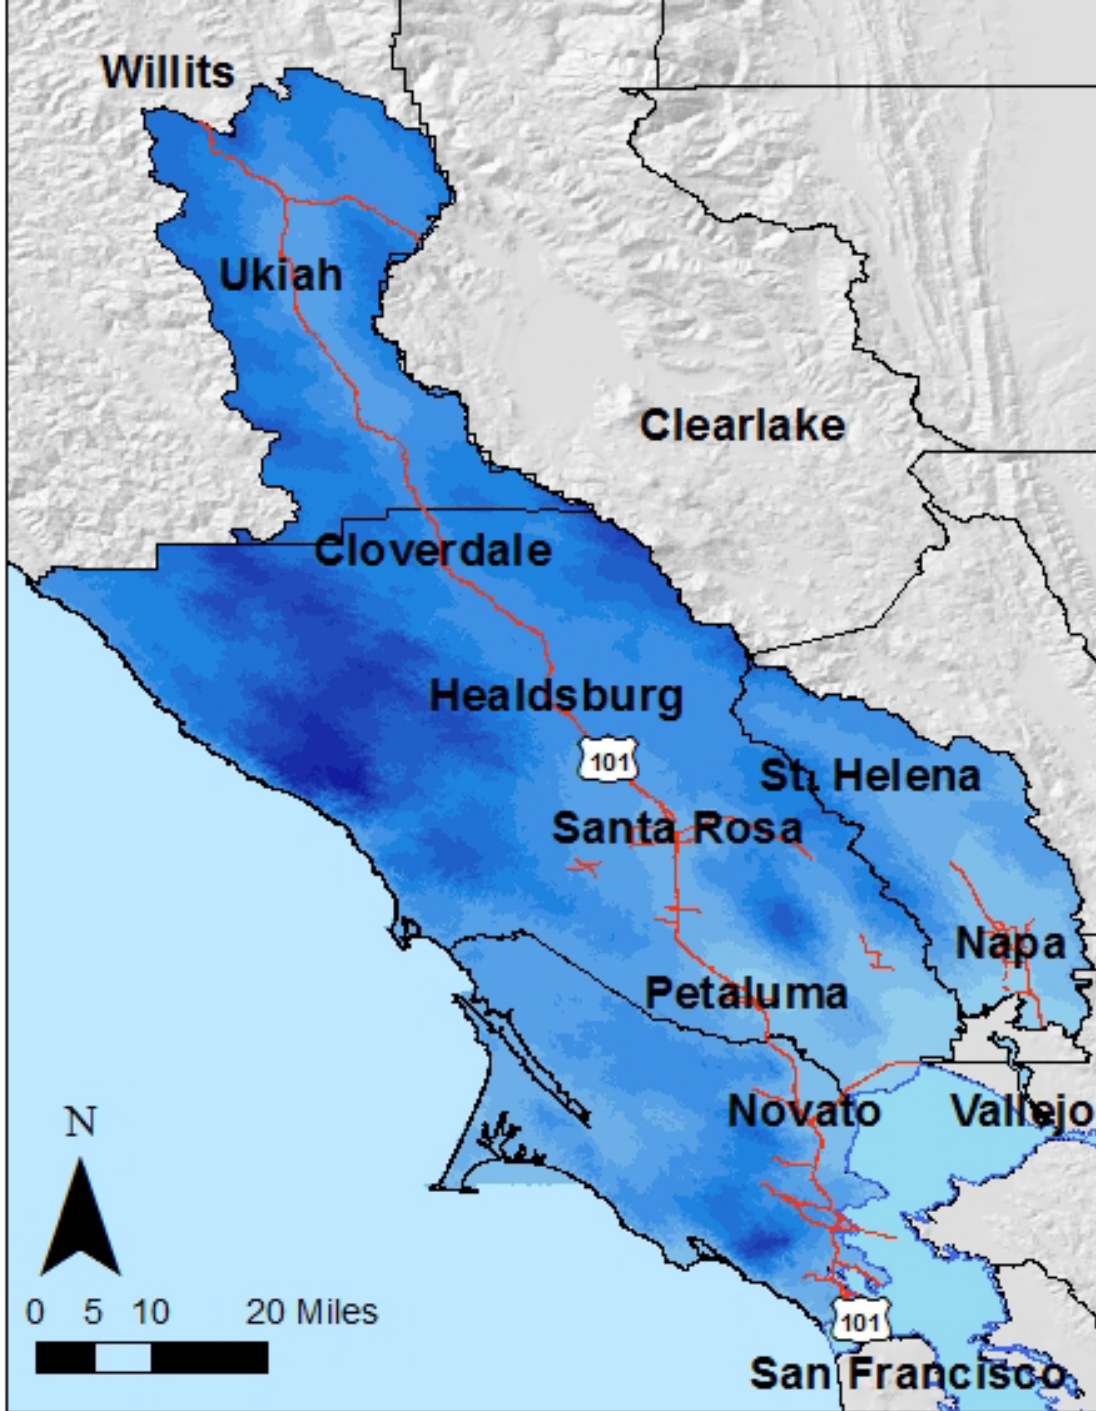 Willits
Ukiah
Clearlake
Cloverdale
Healdsburg
101
St. Helena
Santa Rosa
Napa
Petaluma
Novato
Vallejo
N
0 5 10 20 Miles
101
San Francisco